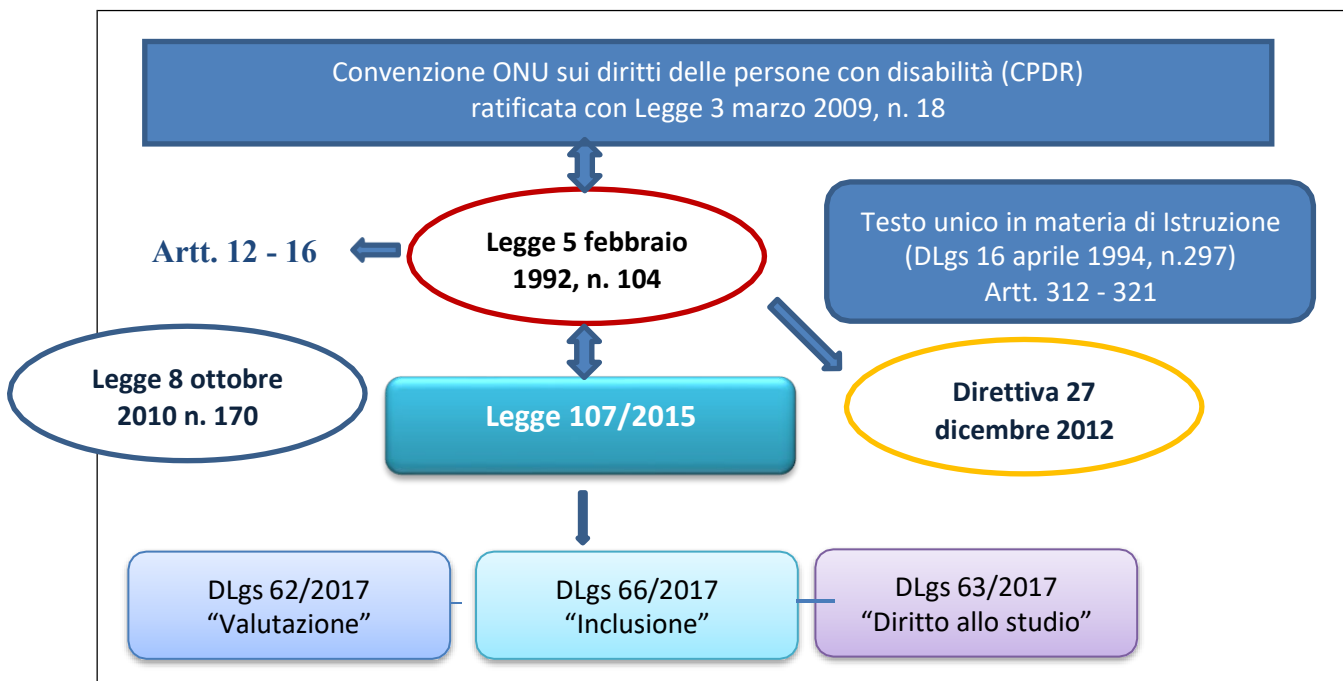 Convenzione ONU sui diritti delle persone con disabilità (CPDR)
ratificata con Legge 3 marzo 2009, n. 18
Artt. 12 - 16
Legge 5 febbraio
1992, n. 104
Testo unico in materia di Istruzione
(DLgs 16 aprile 1994, n.297)
Artt. 312 - 321
Legge 8 ottobre
2010 n. 170
Legge 107/2015
Direttiva 27
dicembre 2012
DLgs 62/2017
“Valutazione”
DLgs 66/2017
“Inclusione”
DLgs 63/2017
“Diritto allo studio”